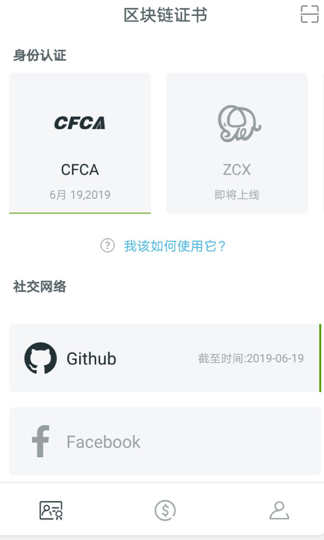 区块链证书
身份认证
CFCA
CFCA
6月 19,2019
ZCX
即将上线
我该如何使用它?
社交网络
Github
截至时间:2019-06-19
Facebook